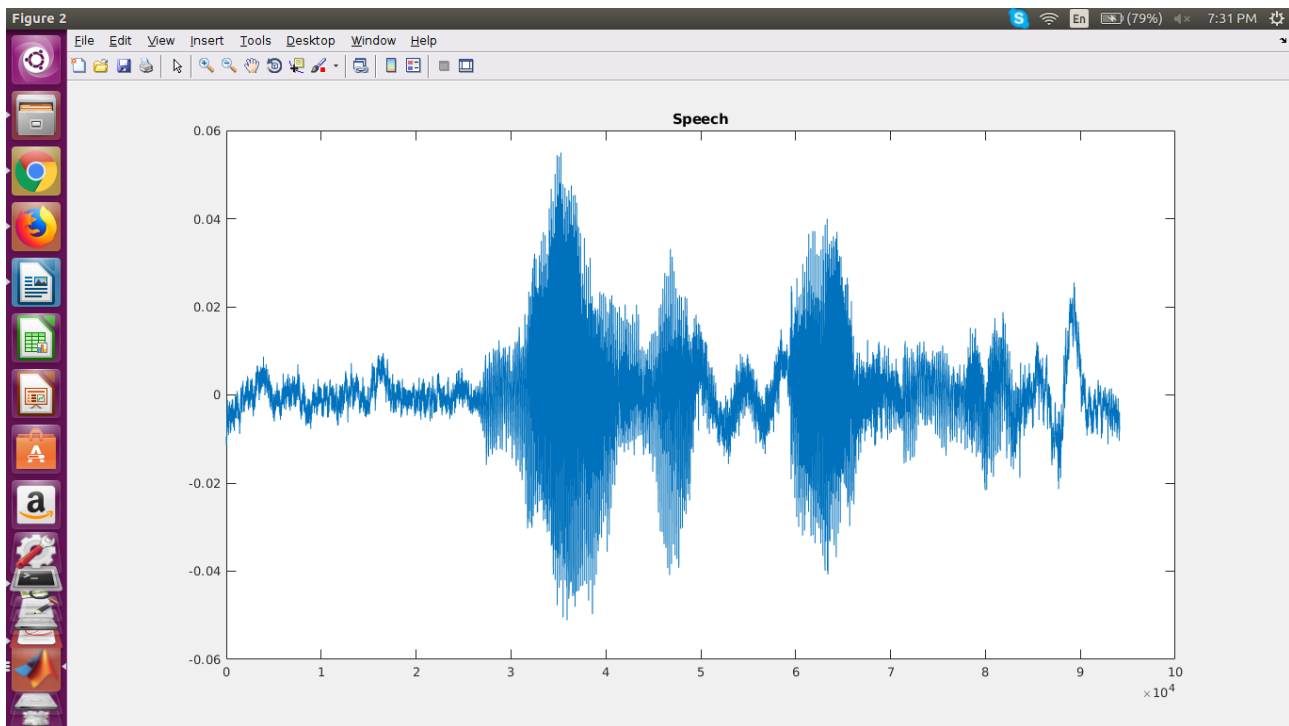 Figure 2
En (79%) 7:31 PM
File Edit View Insert Tools Desktop Window Help
Speech
0.06
0.04
0.02
0
-0.02
-0.04
-0.06
0 1 2 3 4 5 6 7 8 9 10
×10^4